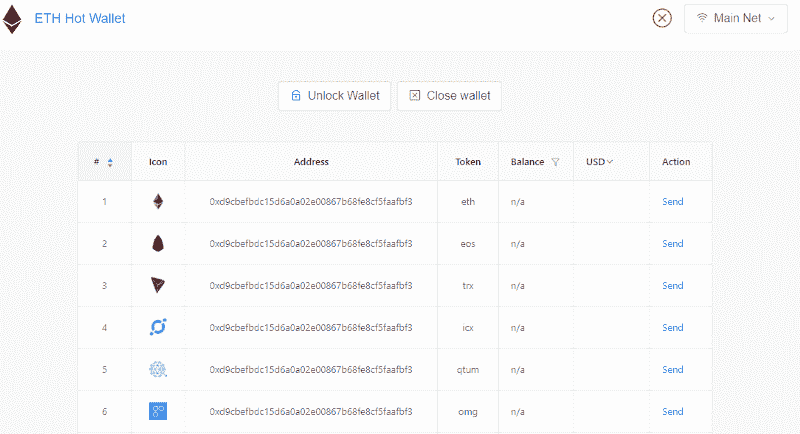 ETH Hot Wallet
Main Net
Unlock Wallet Close wallet
# Icon Address Token Balance USD Action
1 0xd9cbefbdc15d6a0a02e00867b68fe8cf5faafbf3 eth n/a Send
2 0xd9cbefbdc15d6a0a02e00867b68fe8cf5faafbf3 eos n/a Send
3 0xd9cbefbdc15d6a0a02e00867b68fe8cf5faafbf3 trx n/a Send
4 0xd9cbefbdc15d6a0a02e00867b68fe8cf5faafbf3 icx n/a Send
5 0xd9cbefbdc15d6a0a02e00867b68fe8cf5faafbf3 qtum n/a Send
6 0xd9cbefbdc15d6a0a02e00867b68fe8cf5faafbf3 omg n/a Send